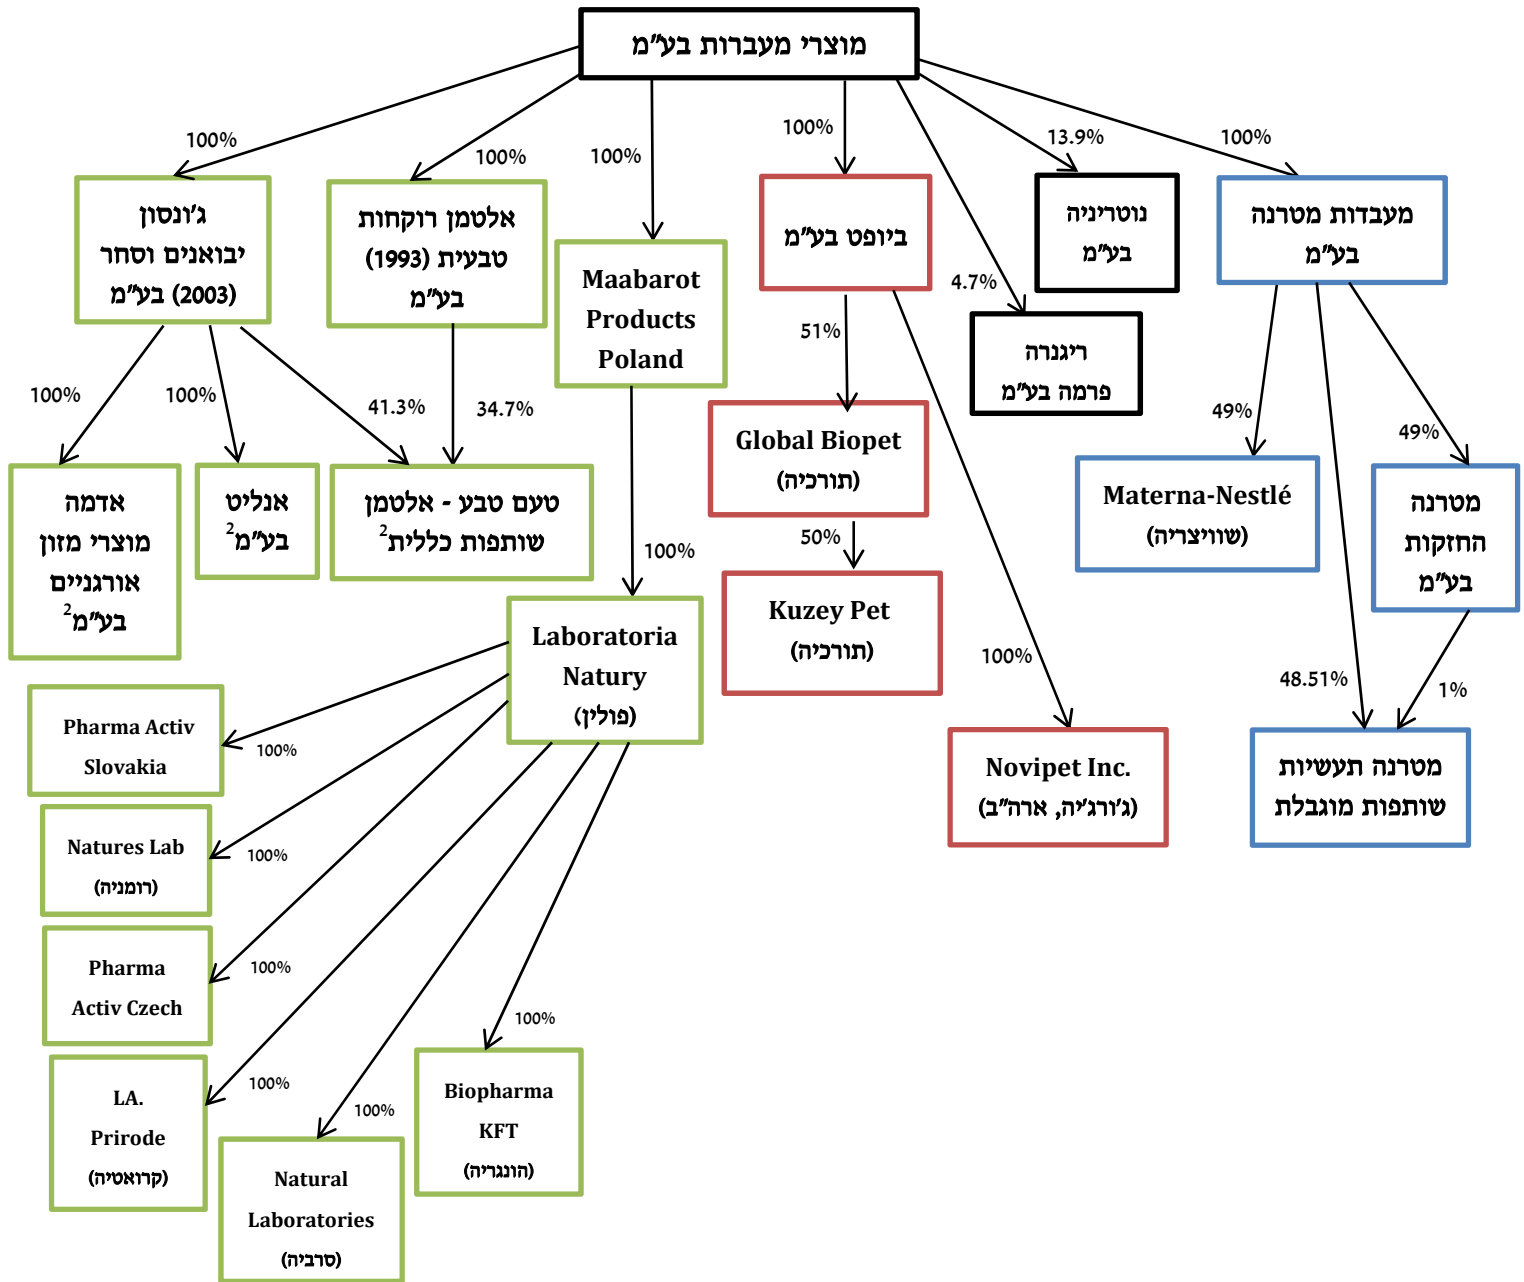 מוצרי מעברות בע"מ
100%
100%
100%
100%
4.7%
13.9%
100%
ג'ונסון
יבואנים וסחר
(2003) בע"מ
אלטמן רוקחות
טבעית (1993)
בע"מ
Maabarot
Products
Poland
ביופט בע"מ
נוטריניה
בע"מ
ריגנרה
פרמה בע"מ
מעבדות מטרנה
בע"מ
100%
100%
41.3%
34.7%
100%
51%
100%
49%
48.51%
49%
אדמה
מוצרי מזון
אורגניים
בע"מ²
אנליט
בע"מ²
טעם טבע - אלטמן
שותפות כללית²
Global Biopet
(תורכיה)
50%
Kuzey Pet
(תורכיה)
Novipet Inc.
(ג'ורג'יה, ארה"ב)
Materna-Nestlé
(שוויצריה)
מטרנה
החזקות
בע"מ
1%
מטרנה תעשיות
שותפות מוגבלת
Laboratoria
Natury
(פולין)
100%
100%
100%
100%
100%
100%
Pharma Activ
Slovakia
Natures Lab
(רומניה)
Pharma
Activ Czech
LA.
Prirode
(קרואטיה)
Natural
Laboratories
(סרביה)
Biopharma
KFT
(הונגריה)